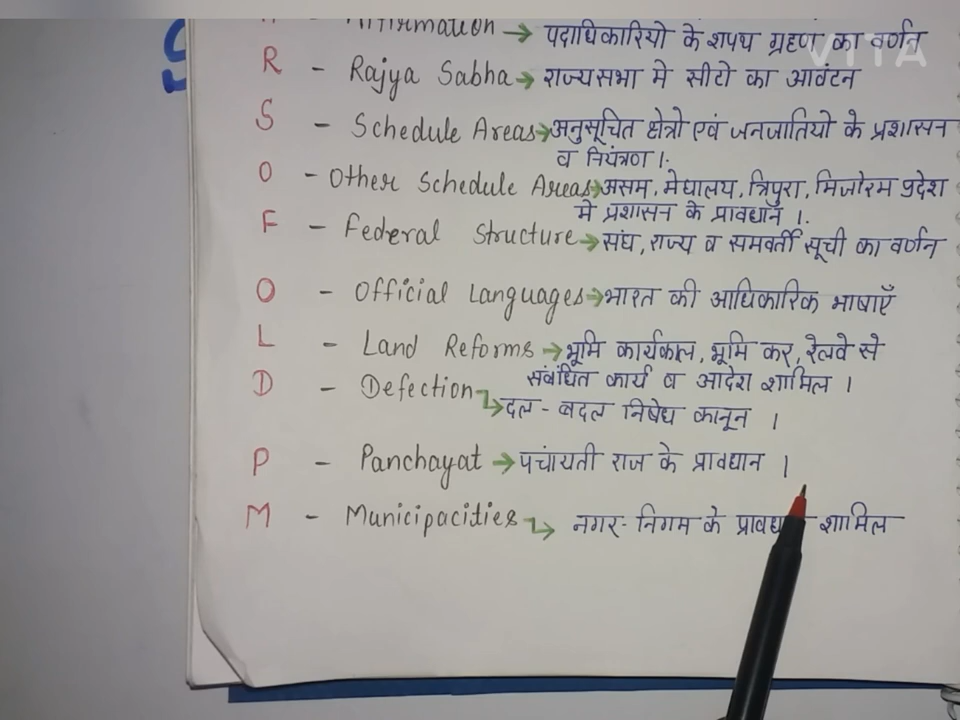 Affirmation → पदाधिकारियो के शपथ ग्रहण का वर्णन
VITA
R - Rajya Sabha → राज्यसभा मे सीटो का आवंटन
S - Schedule Areas → अनुसूचित क्षेत्रो एवं जनजातियो के प्रशासन
व नियंत्रण ।
O - Other Schedule Areas → असम, मेघालय, त्रिपुरा, मिजोरम प्रदेश
मे प्रशासन के प्रावधान ।
F - Federal Structure → संघ, राज्य व समवर्ती सूची का वर्णन
O - Official Languages → भारत की आधिकारिक भाषाएँ
L - Land Reforms → भूमि कार्यकाल, भूमि कर, रेलवे से
संबंधित कार्य व आदेश शामिल ।
D - Defection
→ दल - बदल निषेध कानून ।
P - Panchayat → पंचायती राज के प्रावधान ।
M - Municipacities → नगर - निगम के शामिल